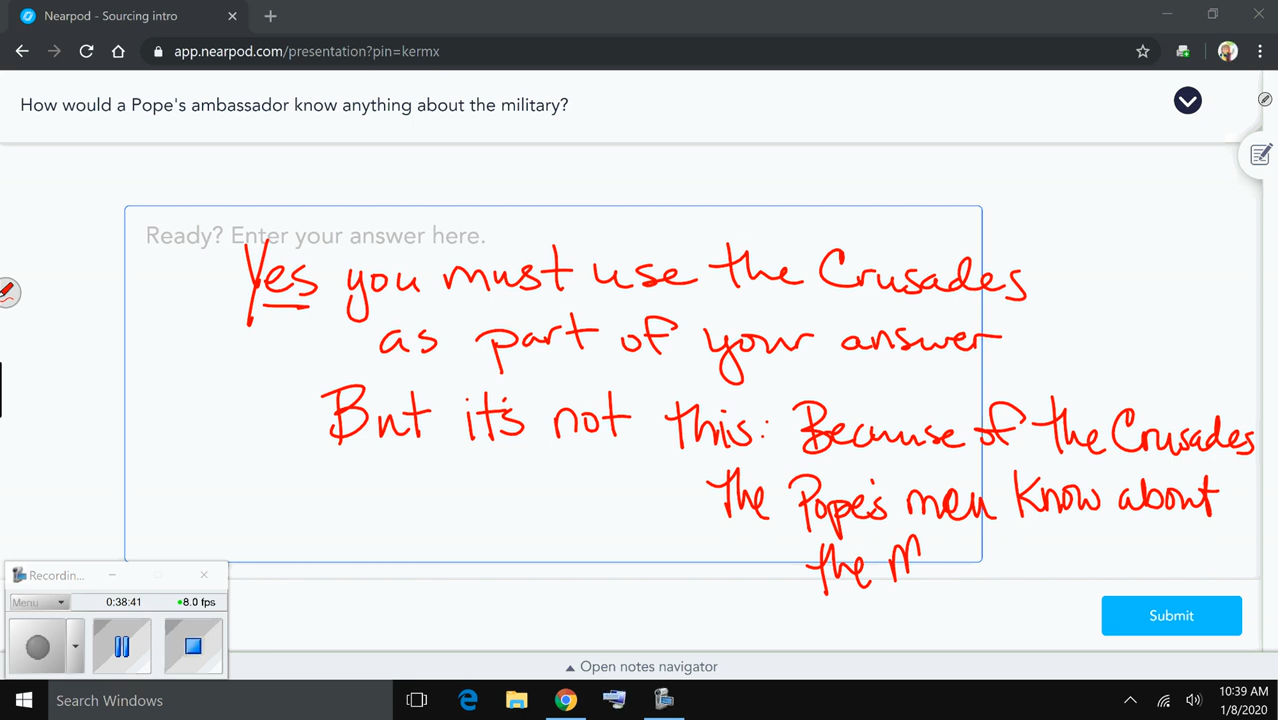 Nearpod - Sourcing intro
app.nearpod.com/presentation?pin=kermx
How would a Pope's ambassador know anything about the military?
Ready? Enter your answer here.
Yes you must use the Crusades
as part of your answer
But it's not this: Because of the Crusades
the Pope's men know about
the M
Recordin...
Menu
0:38:41
8.0 fps
Submit
Open notes navigator
Search Windows
10:39 AM
1/8/2020